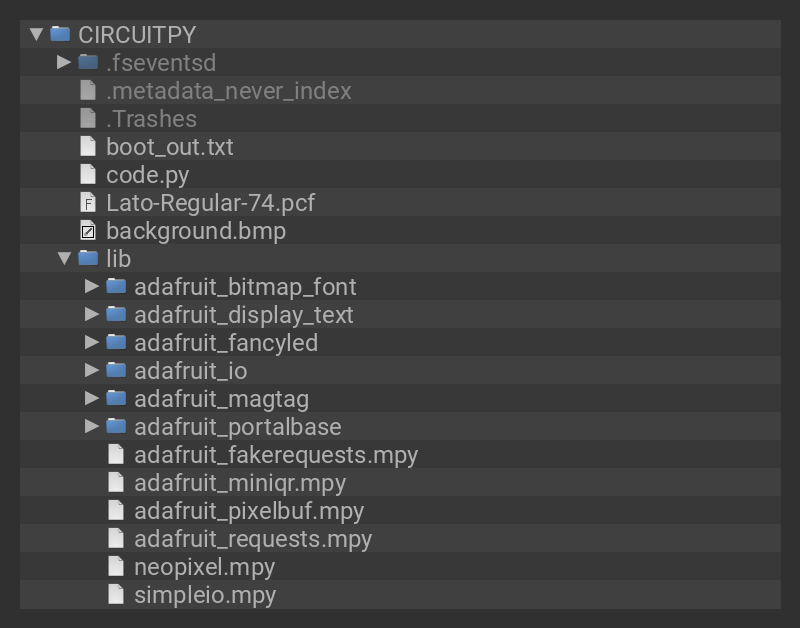 CIRCUITPY
.fseventsd
.metadata_never_index
.Trashes
boot_out.txt
code.py
F Lato-Regular-74.pcf
background.bmp
lib
adafruit_bitmap_font
adafruit_display_text
adafruit_fancyled
adafruit_io
adafruit_magtag
adafruit_portalbase
adafruit_fakerequests.mpy
adafruit_miniqr.mpy
adafruit_pixelbuf.mpy
adafruit_requests.mpy
neopixel.mpy
simpleio.mpy